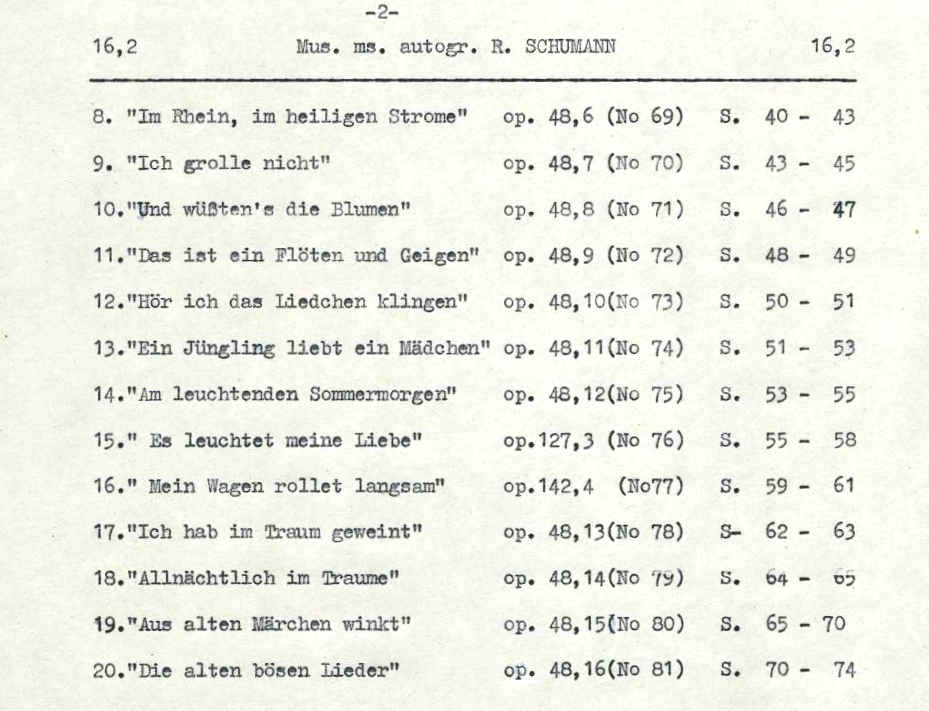 -2-
16,2 Mus. ms. autogr. R. SCHUMANN 16,2
8. "Im Rhein, im heiligen Strome" op. 48,6 (No 69) S. 40 - 43
9. "Ich grolle nicht" op. 48,7 (No 70) S. 43 - 45
10."Und wüßten's die Blumen" op. 48,8 (No 71) S. 46 - 47
11."Das ist ein Flöten und Geigen" op. 48,9 (No 72) S. 48 - 49
12."Hör ich das Liedchen klingen" op. 48,10(No 73) S. 50 - 51
13."Ein Jüngling liebt ein Mädchen" op. 48,11(No 74) S. 51 - 53
14."Am leuchtenden Sommermorgen" op. 48,12(No 75) S. 53 - 55
15." Es leuchtet meine Liebe" op.127,3 (No 76) S. 55 - 58
16." Mein Wagen rollet langsam" op.142,4 (No77) S. 59 - 61
17."Ich hab im Traum geweint" op. 48,13(No 78) S- 62 - 63
18."Allnächtlich im Traume" op. 48,14(No 79) S. 64 - 65
19."Aus alten Märchen winkt" op. 48,15(No 80) S. 65 - 70
20."Die alten bösen Lieder" op. 48,16(No 81) S. 70 - 74